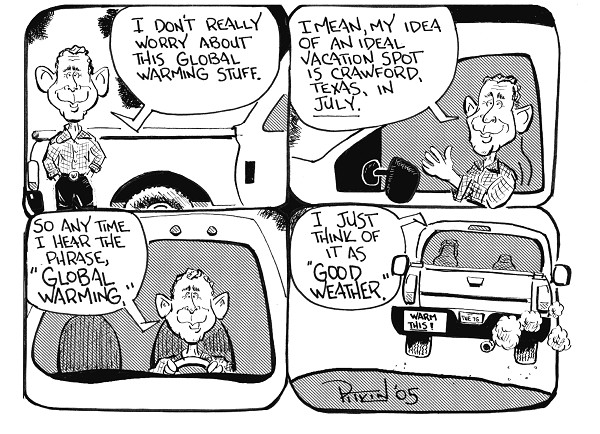 I DON'T REALLY
WORRY ABOUT
THIS GLOBAL
WARMING STUFF.
I MEAN, MY IDEA
OF AN IDEAL
VACATION SPOT
IS CRAWFORD,
TEXAS, IN
JULY.
SO ANY TIME
I HEAR THE
PHRASE,
"GLOBAL
WARMING,"
I JUST
THINK OF
IT AS
"GOOD
WEATHER."
WARM
THIS!
PITKIN '05